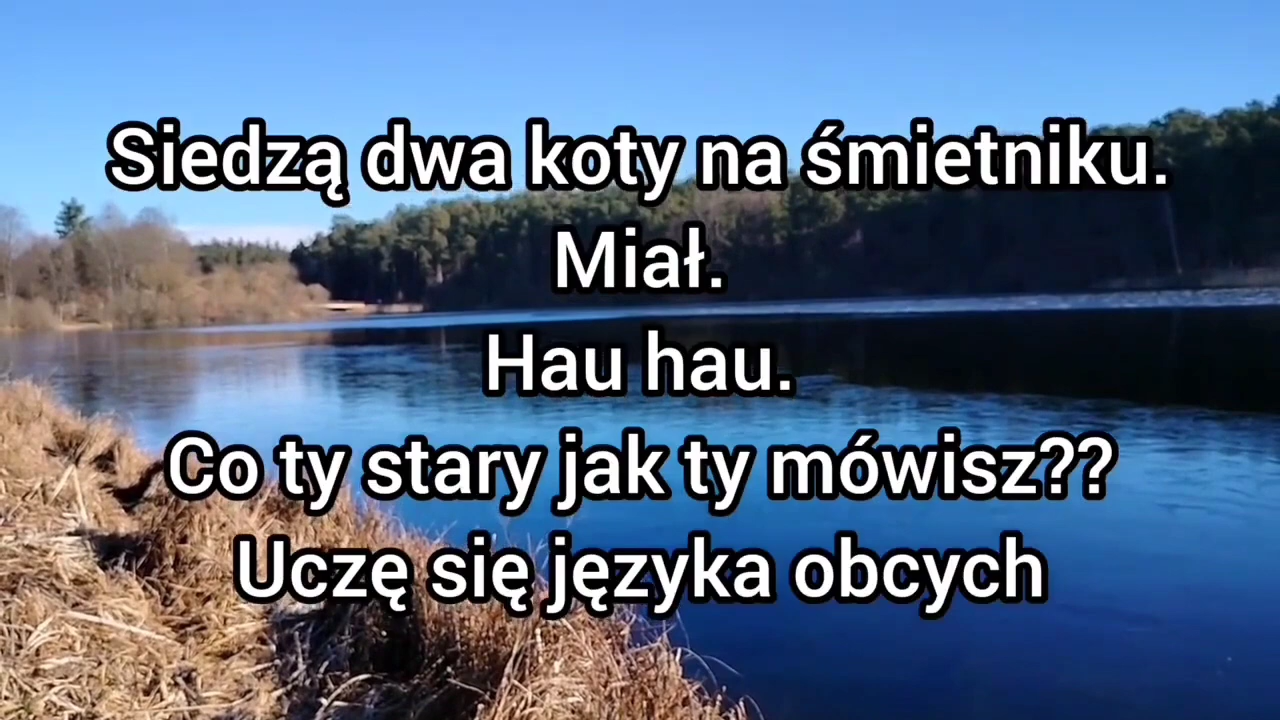 Siedzą dwa koty na śmietniku.
Miał.
Hau hau.
Co ty stary jak ty mówisz??
Uczę się języka obcych